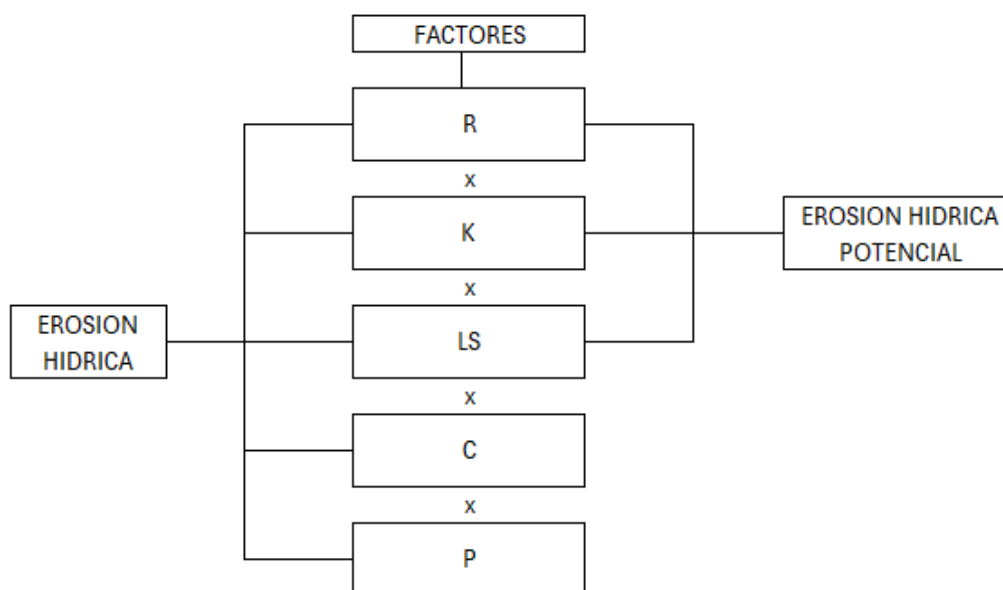 FACTORES
R
x
K
x
LS
x
C
x
P
EROSION
HIDRICA
EROSION HIDRICA
POTENCIAL